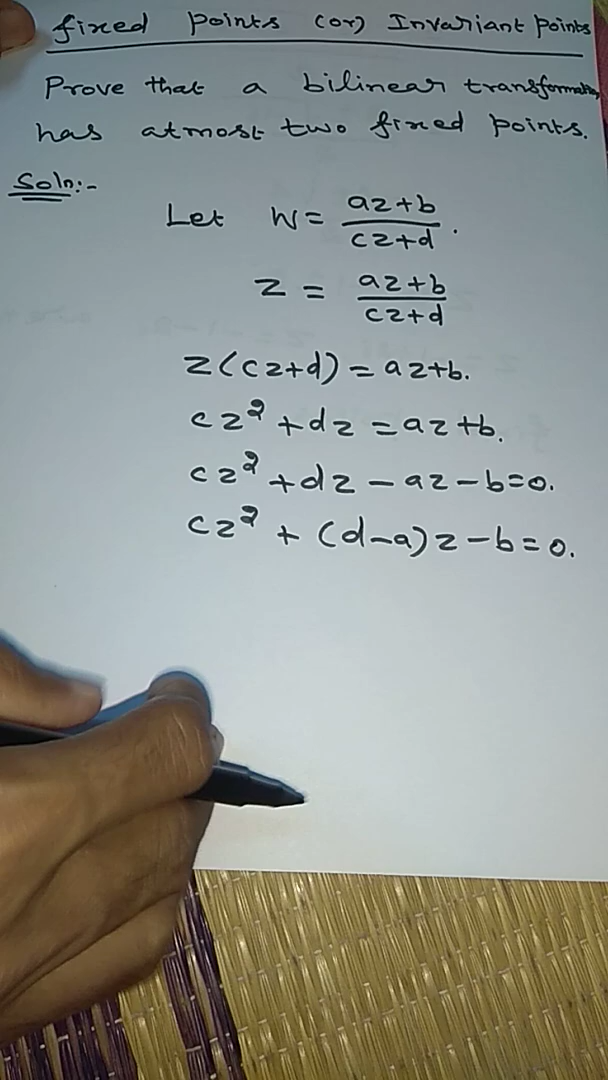 fixed points (or) Invariant points
Prove that a bilinear transformation
has atmost two fixed points.
Soln:-
Let W = az+b / cz+d .
z = az+b / cz+d
z(cz+d) = az+b.
cz² + dz = az+b.
cz² + dz - az - b = 0.
cz² + (d-a)z - b = 0.